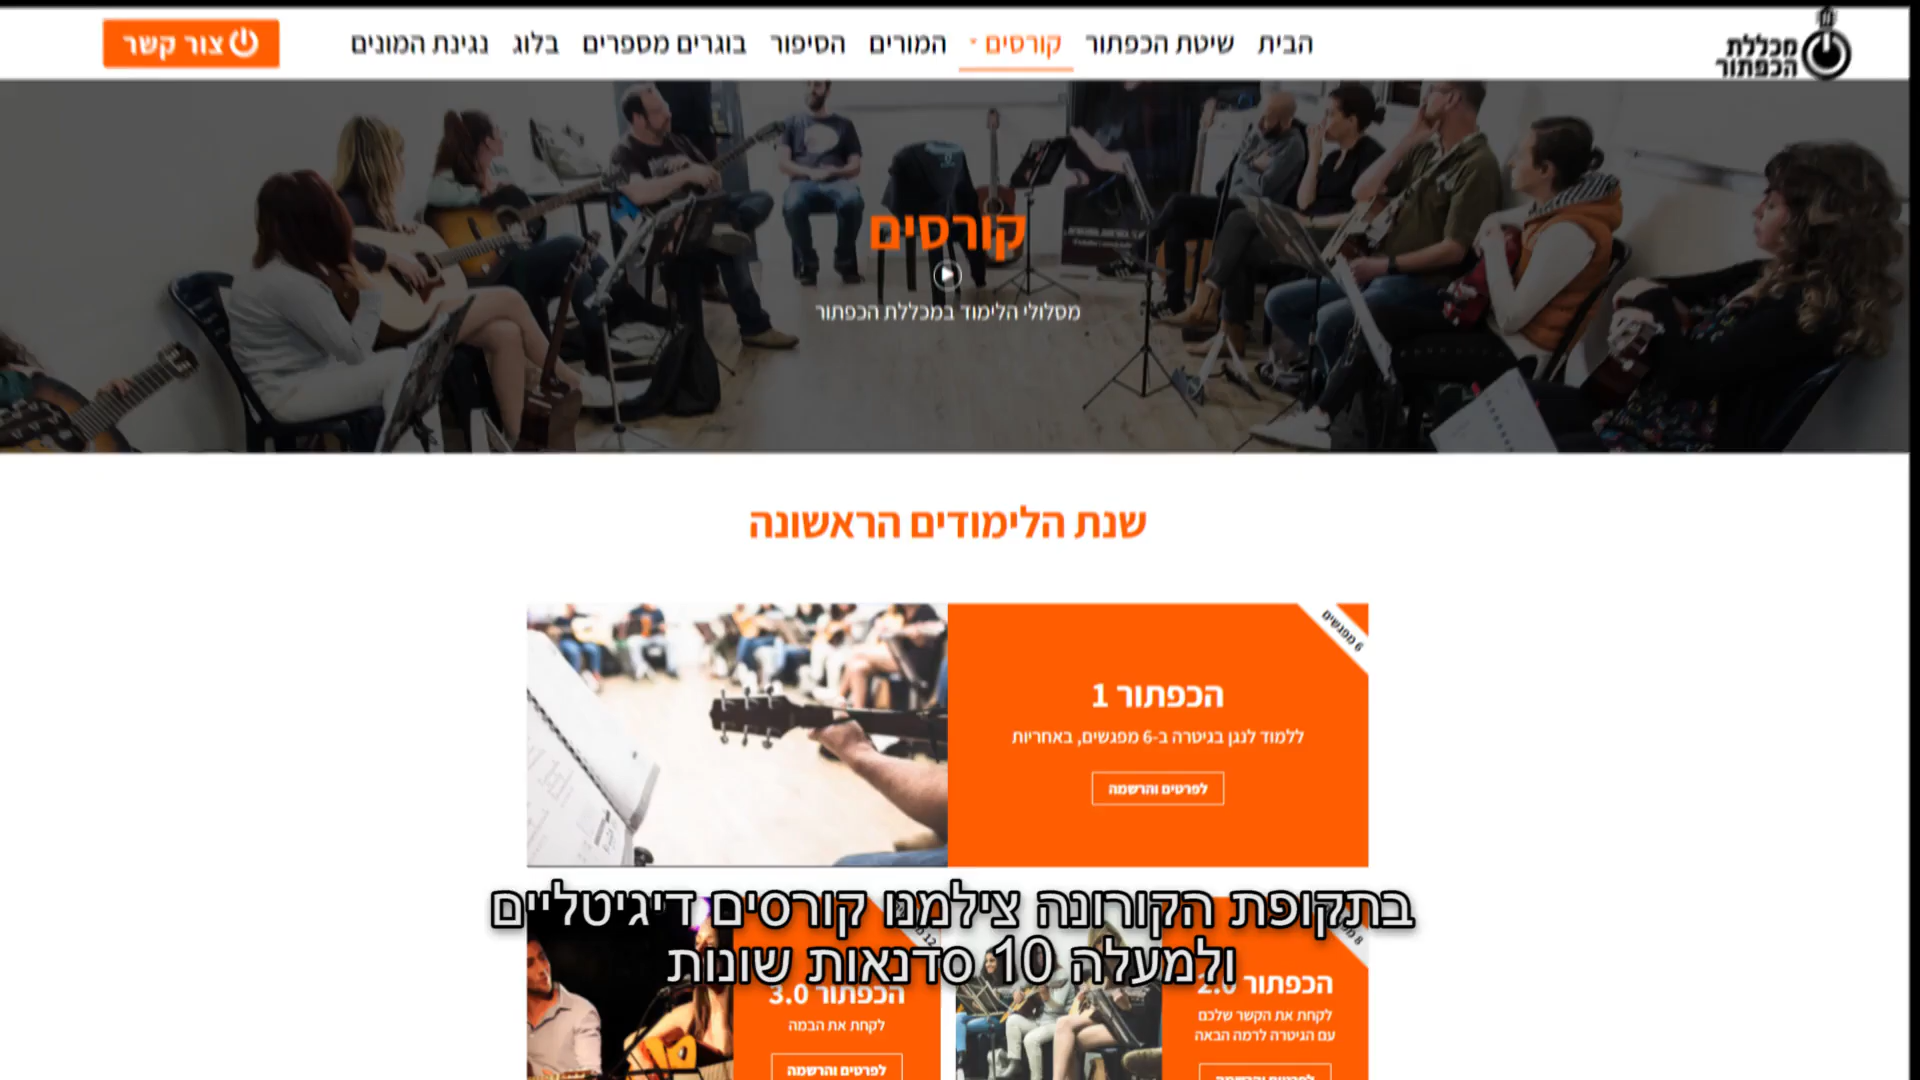 מכללת
הכפתור
הבית
שיטת הכפתור
קורסים
המורים
הסיפור
בוגרים מספרים
בלוג
נגינת המונים
צור קשר
קורסים
מסלולי הלימוד במכללת הכפתור
שנת הלימודים הראשונה
6 מפגשים
הכפתור 1
ללמוד לנגן בגיטרה ב-6 מפגשים, באחריות
לפרטים והרשמה
בתקופת הקורונה צילמנו קורסים דיגיטליים
ולמעלה 10 סדנאות שונות
הכפתור 2.0
לקחת את הקשר שלכם
עם הגיטרה לרמה הבאה
לפרטים והרשמה
הכפתור 3.0
לקחת את הבמה
לפרטים והרשמה